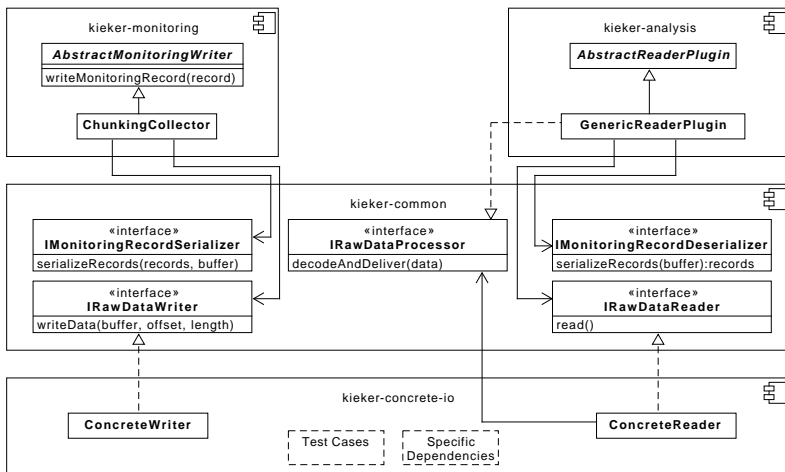 kieker-monitoring
AbstractMonitoringWriter
writeMonitoringRecord(record)
ChunkingCollector
kieker-analysis
AbstractReaderPlugin
GenericReaderPlugin
kieker-common
«interface»
IMonitoringRecordSerializer
serializeRecords(records, buffer)
«interface»
IRawDataProcessor
decodeAndDeliver(data)
«interface»
IMonitoringRecordDeserializer
serializeRecords(buffer):records
«interface»
IRawDataWriter
writeData(buffer, offset, length)
«interface»
IRawDataReader
read()
kieker-concrete-io
ConcreteWriter
Test Cases
Specific
Dependencies
ConcreteReader